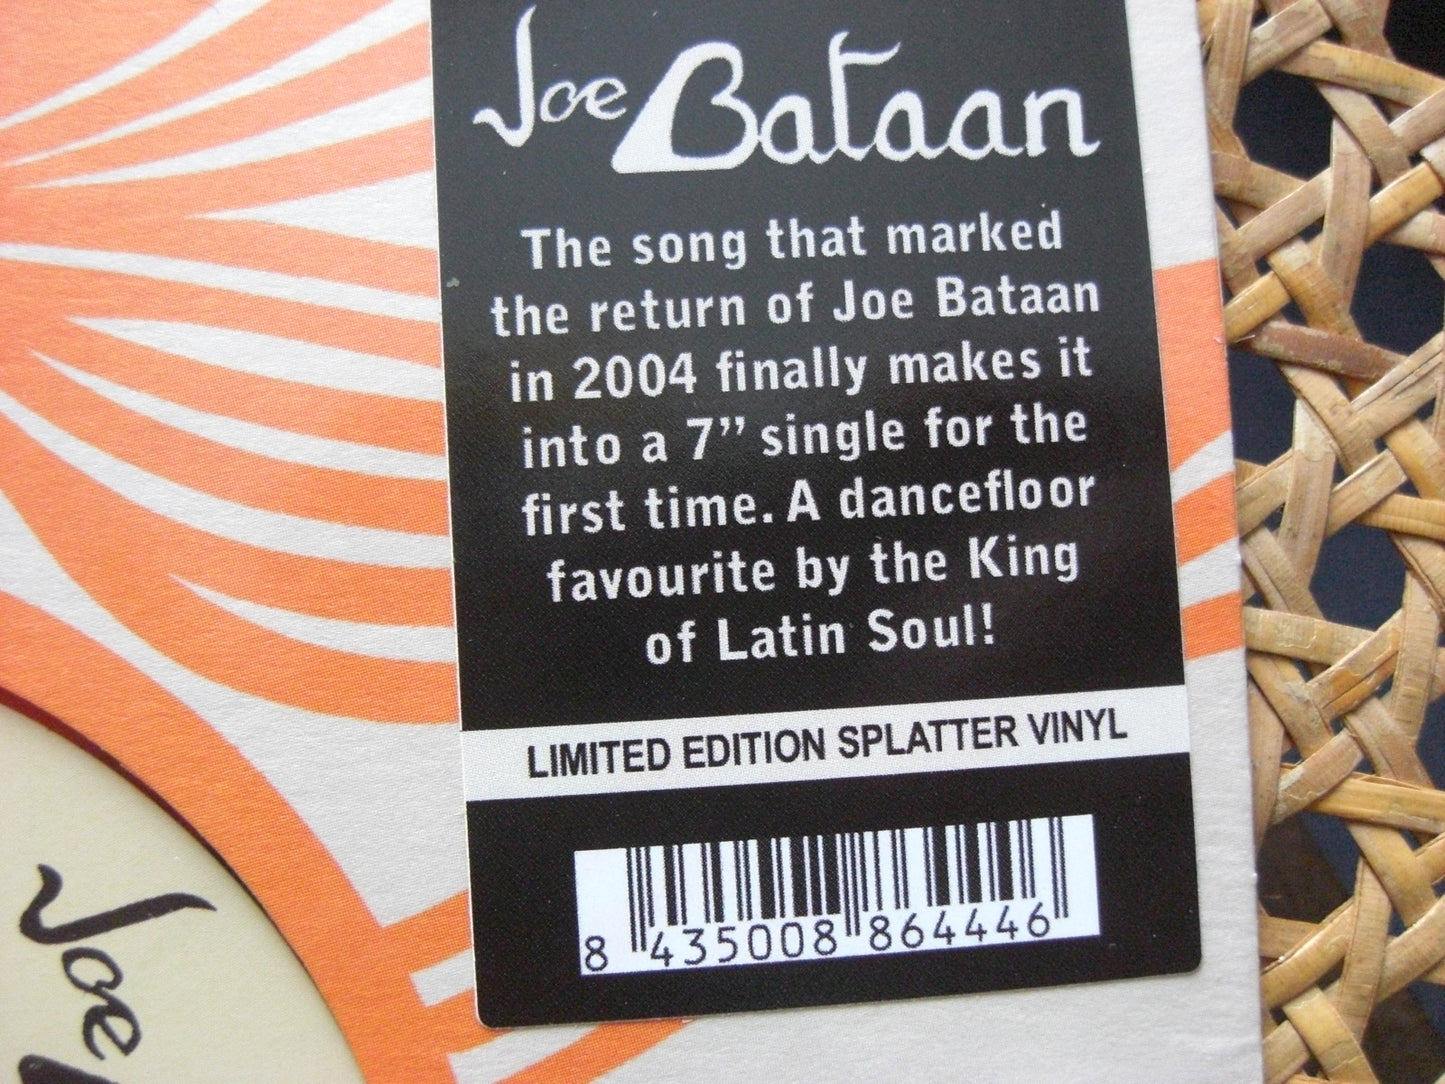 Joe Bataan
The song that marked
the return of Joe Bataan
in 2004 finally makes it
into a 7” single for the
first time. A dancefloor
favourite by the King
of Latin Soul!
LIMITED EDITION SPLATTER VINYL
8 435008 864446
Joe